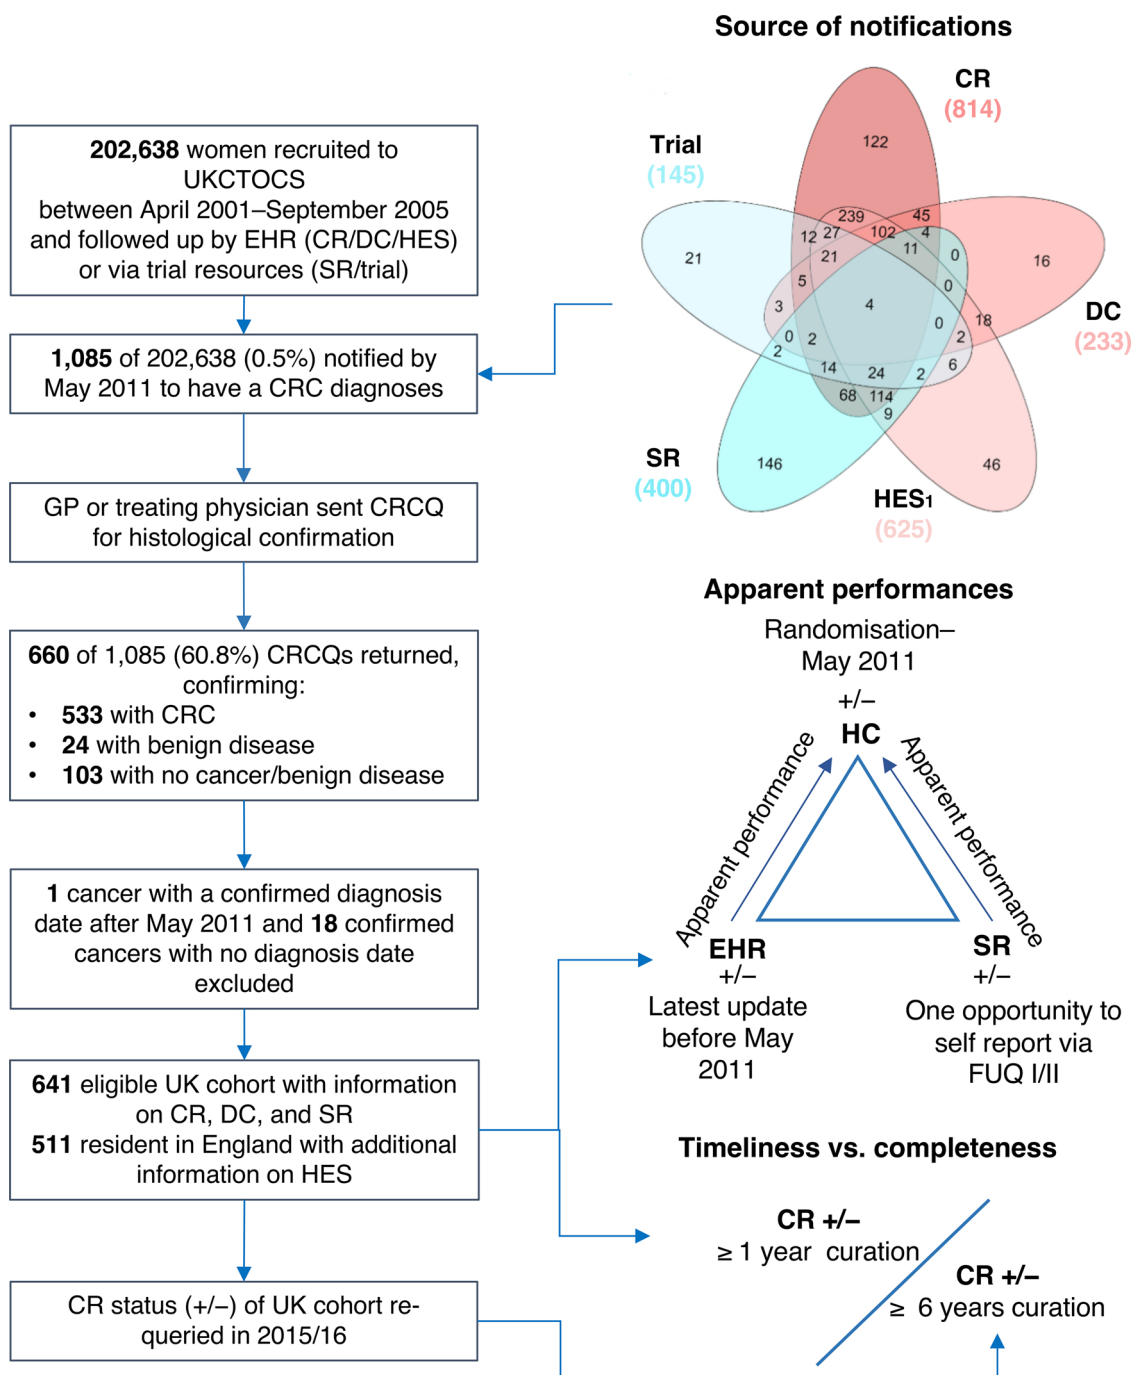 Source of notifications
CR
(814)
Trial
(145)
DC
(233)
SR
(400)
HES1
(625)
122
239
45
12
27
102
4
11
0
21
21
16
5
0
3
4
0
18
0
2
2
2
6
14
24
2
68
114
9
146
46
202,638 women recruited to
UKCTOCS
between April 2001–September 2005
and followed up by EHR (CR/DC/HES)
or via trial resources (SR/trial)
1,085 of 202,638 (0.5%) notified by
May 2011 to have a CRC diagnoses
GP or treating physician sent CRCQ
for histological confirmation
660 of 1,085 (60.8%) CRCQs returned,
confirming:
• 533 with CRC
• 24 with benign disease
• 103 with no cancer/benign disease
1 cancer with a confirmed diagnosis
date after May 2011 and 18 confirmed
cancers with no diagnosis date
excluded
641 eligible UK cohort with information
on CR, DC, and SR
511 resident in England with additional
information on HES
CR status (+/–) of UK cohort re-
queried in 2015/16
Apparent performances
Randomisation–
May 2011
+/–
HC
Apparent performance
Apparent performance
EHR
+/–
Latest update
before May
2011
SR
+/–
One opportunity to
self report via
FUQ I/II
Timeliness vs. completeness
CR +/–
≥ 1 year curation
CR +/–
≥ 6 years curation